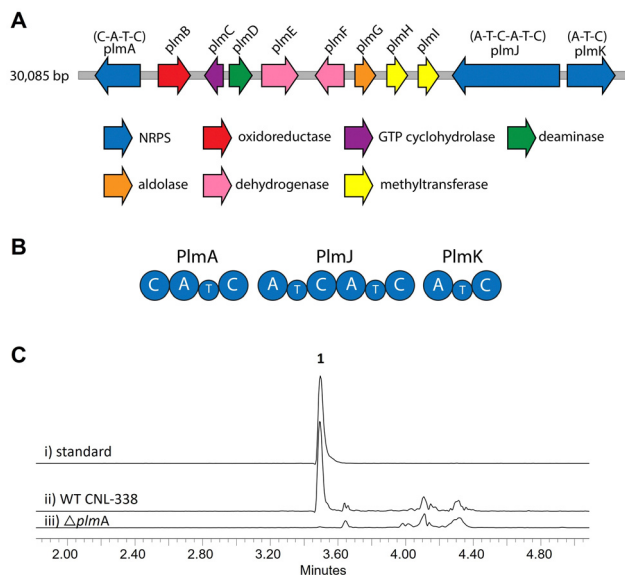 A
(C-A-T-C) (A-T-C-A-T-C) (A-T-C)
plmA plmB plmC plmD plmE plmF plmG plmH plmI plmJ plmK
30,085 bp
NRPS oxidoreductase GTP cyclohydrolase deaminase
aldolase dehydrogenase methyltransferase
B
PlmA PlmJ PlmK
C A T C A T C A T C A T C
C
1
i) standard
ii) WT CNL-338
iii) △plmA
2.00 2.40 2.80 3.20 3.60 4.00 4.40 4.80
Minutes